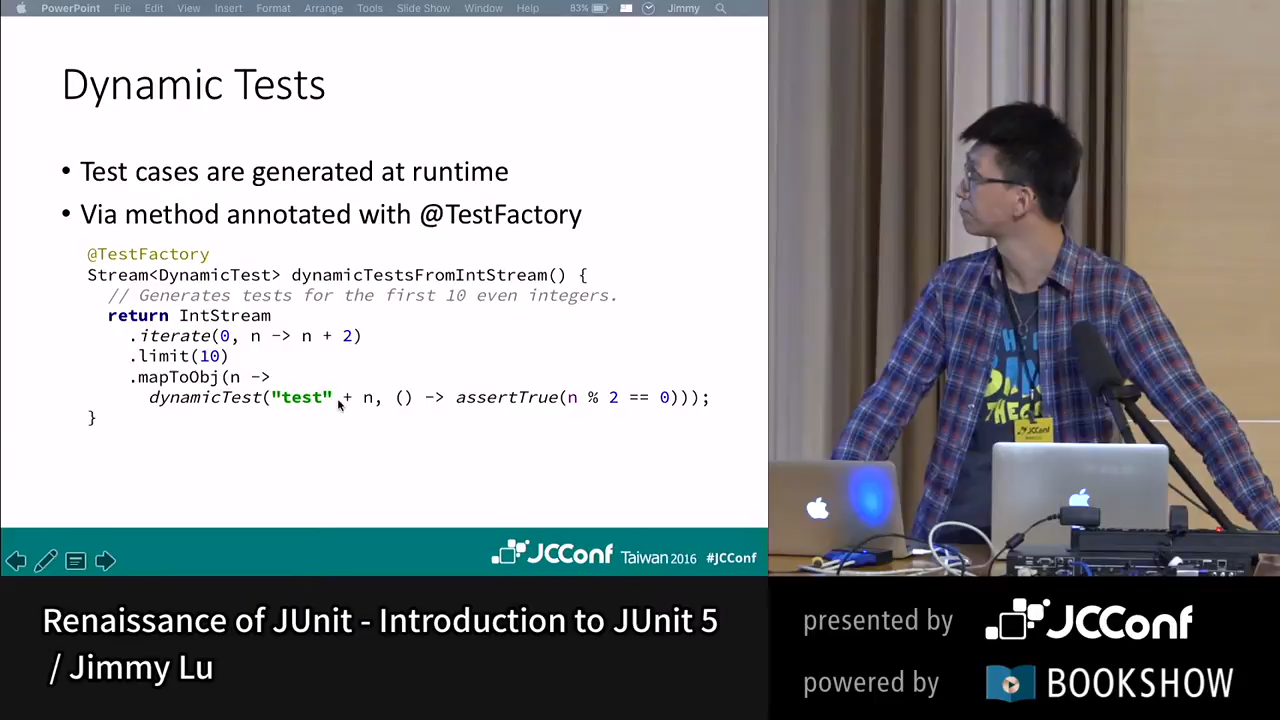 PowerPoint File Edit View Insert Format Arrange Tools Slide Show Window Help 83% Jimmy
Dynamic Tests
• Test cases are generated at runtime
• Via method annotated with @TestFactory
@TestFactory
Stream<DynamicTest> dynamicTestsFromIntStream() {
// Generates tests for the first 10 even integers.
return IntStream
.iterate(0, n -> n + 2)
.limit(10)
.mapToObj(n ->
dynamicTest("test" + n, () -> assertTrue(n % 2 == 0)));
}
JCConf Taiwan 2016 #JCConf
JCConf
Renaissance of JUnit - Introduction to JUnit 5
/ Jimmy Lu
presented by JCConf
powered by BOOKSHOW